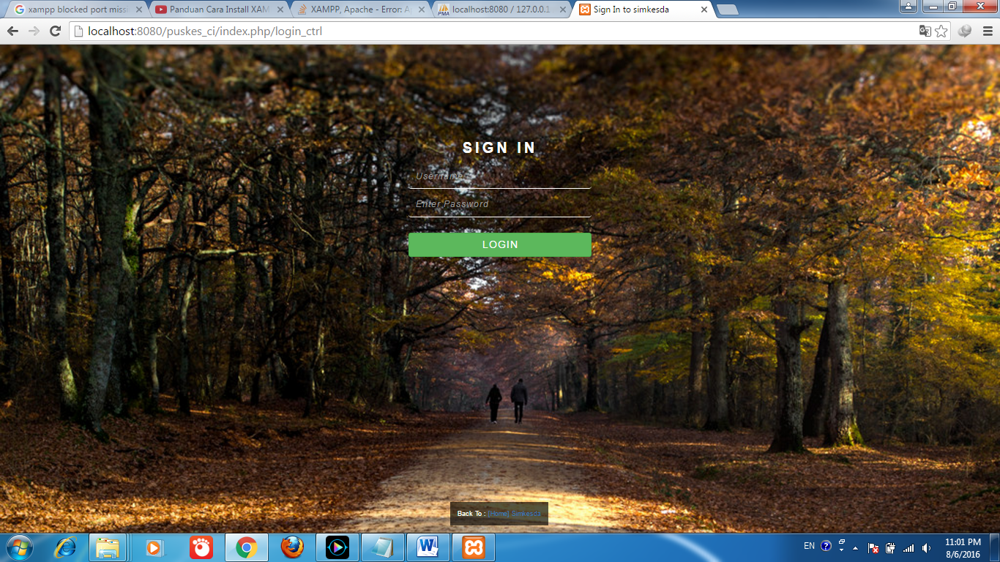 xampp blocked port miss
Panduan Cara Install XAM
XAMPP, Apache - Error: A
localhost:8080 / 127.0.0.1
Sign In to simkesda
localhost:8080/puskes_ci/index.php/login_ctrl
SIGN IN
Username
Enter Password
LOGIN
Back To : [Home] Simkesda
EN
11:01 PM
8/6/2016